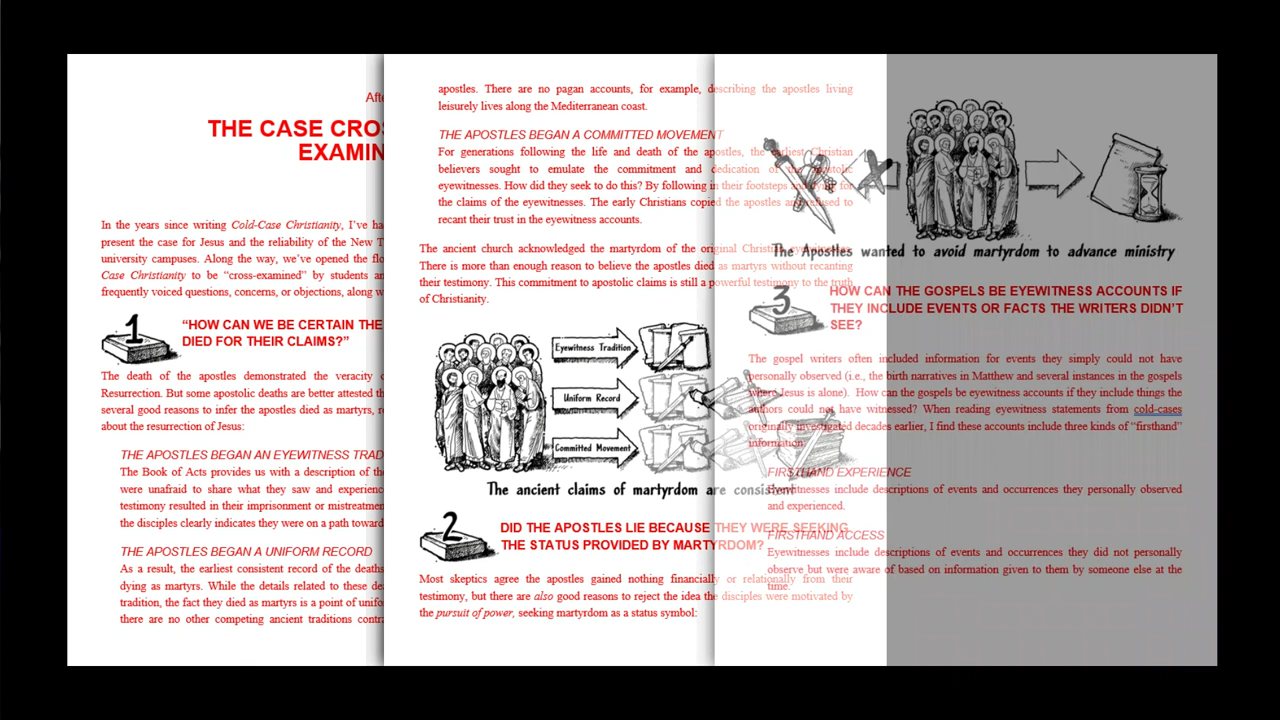 Afte
THE CASE CROS
EXAMIN
In the years since writing Cold-Case Christianity, I’ve ha
present the case for Jesus and the reliability of the New T
university campuses. Along the way, we’ve opened the flo
Case Christianity to be “cross-examined” by students an
frequently voiced questions, concerns, or objections, along w
1
“HOW CAN WE BE CERTAIN THE
DIED FOR THEIR CLAIMS?”
The death of the apostles demonstrated the veracity o
Resurrection. But some apostolic deaths are better attested th
several good reasons to infer the apostles died as martyrs, r
about the resurrection of Jesus:
THE APOSTLES BEGAN AN EYEWITNESS TRAD
The Book of Acts provides us with a description of the
were unafraid to share what they saw and experience
testimony resulted in their imprisonment or mistreatmen
the disciples clearly indicates they were on a path toward
THE APOSTLES BEGAN A UNIFORM RECORD
As a result, the earliest consistent record of the deaths
dying as martyrs. While the details related to these dea
tradition, the fact they died as martyrs is a point of unifo
there are no other competing ancient traditions contra
apostles. There are no pagan accounts, for example, describing the apostles living
leisurely lives along the Mediterranean coast.
THE APOSTLES BEGAN A COMMITTED MOVEMENT
For generations following the life and death of the apostles, the earliest Christian
believers sought to emulate the commitment and dedication of the apostolic
eyewitnesses. How did they seek to do this? By following in their footsteps and dying for
the claims of the eyewitnesses. The early Christians copied the apostles and refused to
recant their trust in the eyewitness accounts.
The ancient church acknowledged the martyrdom of the original Christian eyewitnesses.
There is more than enough reason to believe the apostles died as martyrs without recanting
their testimony. This commitment to apostolic claims is still a powerful testimony to the truth
of Christianity.
Eyewitness Tradition
Uniform Record
Committed Movement
The ancient claims of martyrdom are consistent
2
DID THE APOSTLES LIE BECAUSE THEY WERE SEEKING
THE STATUS PROVIDED BY MARTYRDOM?
Most skeptics agree the apostles gained nothing financially or relationally from their
testimony, but there are also good reasons to reject the idea the disciples were motivated by
the pursuit of power, seeking martyrdom as a status symbol:
The Apostles wanted to avoid martyrdom to advance ministry
3
HOW CAN THE GOSPELS BE EYEWITNESS ACCOUNTS IF
THEY INCLUDE EVENTS OR FACTS THE WRITERS DIDN’T
SEE?
The gospel writers often included information for events they simply could not have
personally observed (i.e., the birth narratives in Matthew and several instances in the gospels
where Jesus is alone). How can the gospels be eyewitness accounts if they include things the
authors could not have witnessed? When reading eyewitness statements from cold-cases
originally investigated decades earlier, I find these accounts include three kinds of “firsthand”
information:
FIRSTHAND EXPERIENCE
Eyewitnesses include descriptions of events and occurrences they personally observed
and experienced.
FIRSTHAND ACCESS
Eyewitnesses include descriptions of events and occurrences they did not personally
observe but were aware of based on information given to them by someone else at the
time.